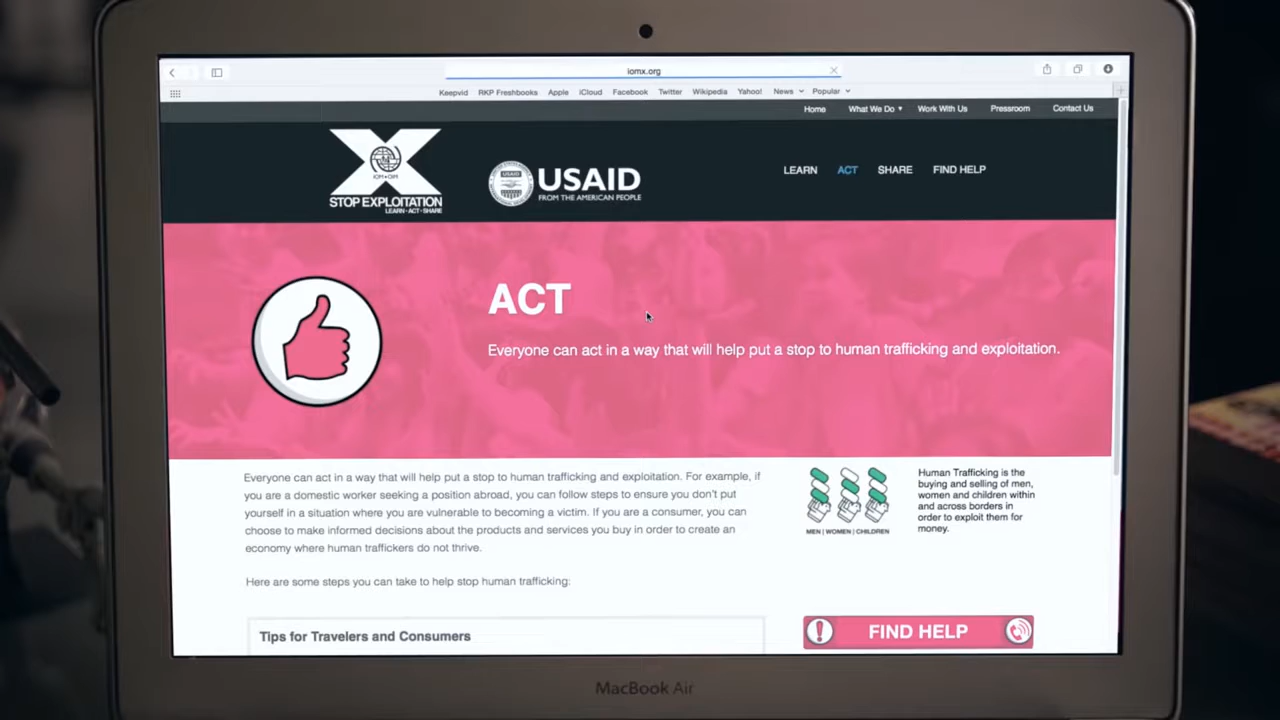 iomx.org
Keepvid RKP Freshbooks Apple iCloud Facebook Twitter Wikipedia Yahoo! News Popular
Home What We Do Work With Us Pressroom Contact Us
X
IOM • OIM
STOP EXPLOITATION
LEARN • ACT • SHARE
USAID
USAID
FROM THE AMERICAN PEOPLE
LEARN ACT SHARE FIND HELP
ACT
Everyone can act in a way that will help put a stop to human trafficking and exploitation.
Everyone can act in a way that will help put a stop to human trafficking and exploitation. For example, if
you are a domestic worker seeking a position abroad, you can follow steps to ensure you don't put
yourself in a situation where you are vulnerable to becoming a victim. If you are a consumer, you can
choose to make informed decisions about the products and services you buy in order to create an
economy where human traffickers do not thrive.
Here are some steps you can take to help stop human trafficking:
Tips for Travelers and Consumers
MEN | WOMEN | CHILDREN
Human Trafficking is the
buying and selling of men,
women and children within
and across borders in
order to exploit them for
money.
FIND HELP
MacBook Air